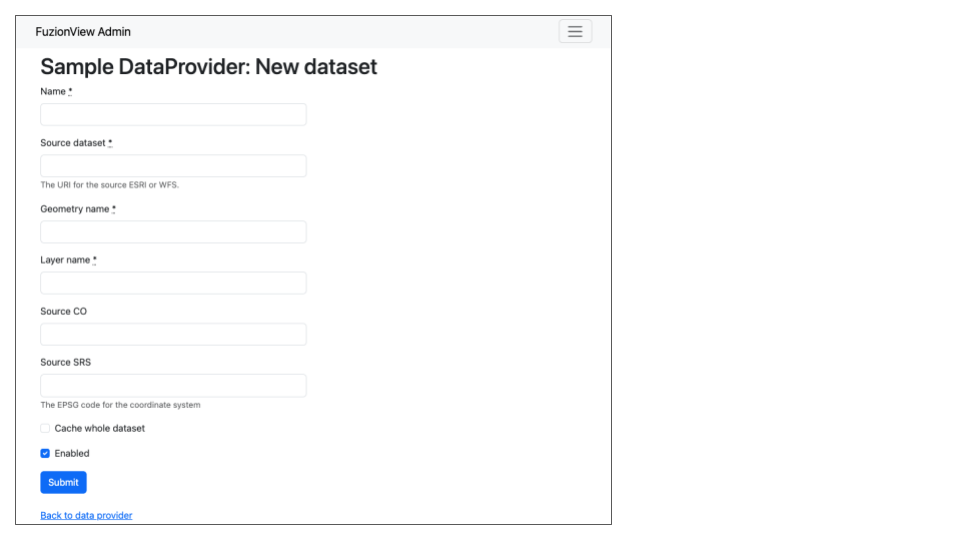 FuzionView Admin
Sample DataProvider: New dataset
Name *
Source dataset *
The URI for the source ESRI or WFS.
Geometry name *
Layer name *
Source CO
Source SRS
The EPSG code for the coordinate system
Cache whole dataset
Enabled
Submit
Back to data provider